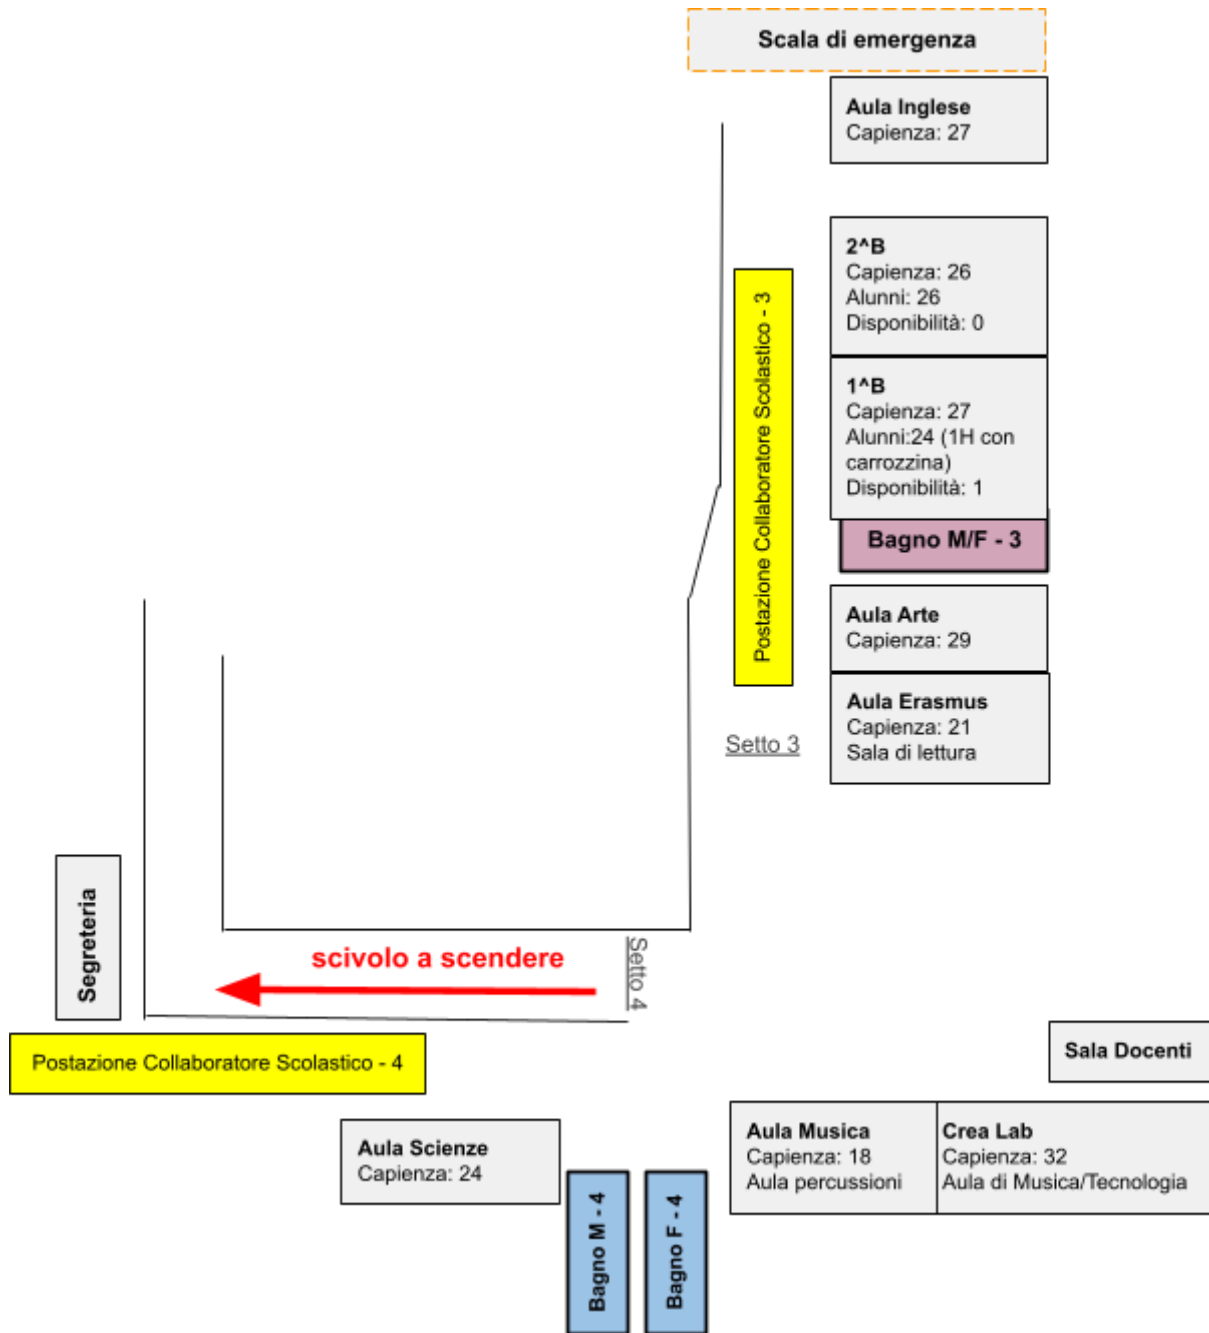 Scala di emergenza
Aula Inglese
Capienza: 27
2^B
Capienza: 26
Alunni: 26
Disponibilità: 0
Postazione Collaboratore Scolastico - 3
1^B
Capienza: 27
Alunni:24 (1H con
carrozzina)
Disponibilità: 1
Bagno M/F - 3
Aula Arte
Capienza: 29
Aula Erasmus
Capienza: 21
Sala di lettura
Setto 3
Segreteria
scivolo a scendere
Setto 4
Postazione Collaboratore Scolastico - 4
Sala Docenti
Aula Scienze
Capienza: 24
Bagno M - 4
Bagno F - 4
Aula Musica
Capienza: 18
Aula percussioni
Crea Lab
Capienza: 32
Aula di Musica/Tecnologia